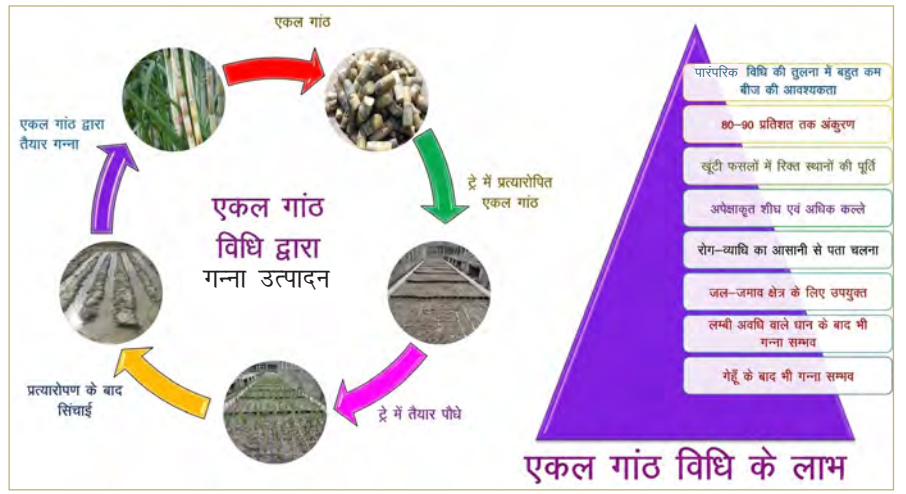 एकल गांठ
एकल गांठ द्वारा
तैयार गन्ना
ट्रे में प्रत्यारोपित
एकल गांठ
एकल गांठ
विधि द्वारा
गन्ना उत्पादन
प्रत्यारोपण के बाद
सिंचाई
ट्रे में तैयार पौधे
पारंपरिक विधि की तुलना में बहुत कम
बीज की आवश्यकता
80–90 प्रतिशत तक अंकुरण
खूंटी फसलों में रिक्त स्थानों की पूर्ति
अपेक्षाकृत शीघ्र एवं अधिक कल्ले
रोग–व्याधि का आसानी से पता चलना
जल–जमाव क्षेत्र के लिए उपयुक्त
लम्बी अवधि वाले धान के बाद भी
गन्ना सम्भव
गेहूँ के बाद भी गन्ना सम्भव
एकल गांठ विधि के लाभ